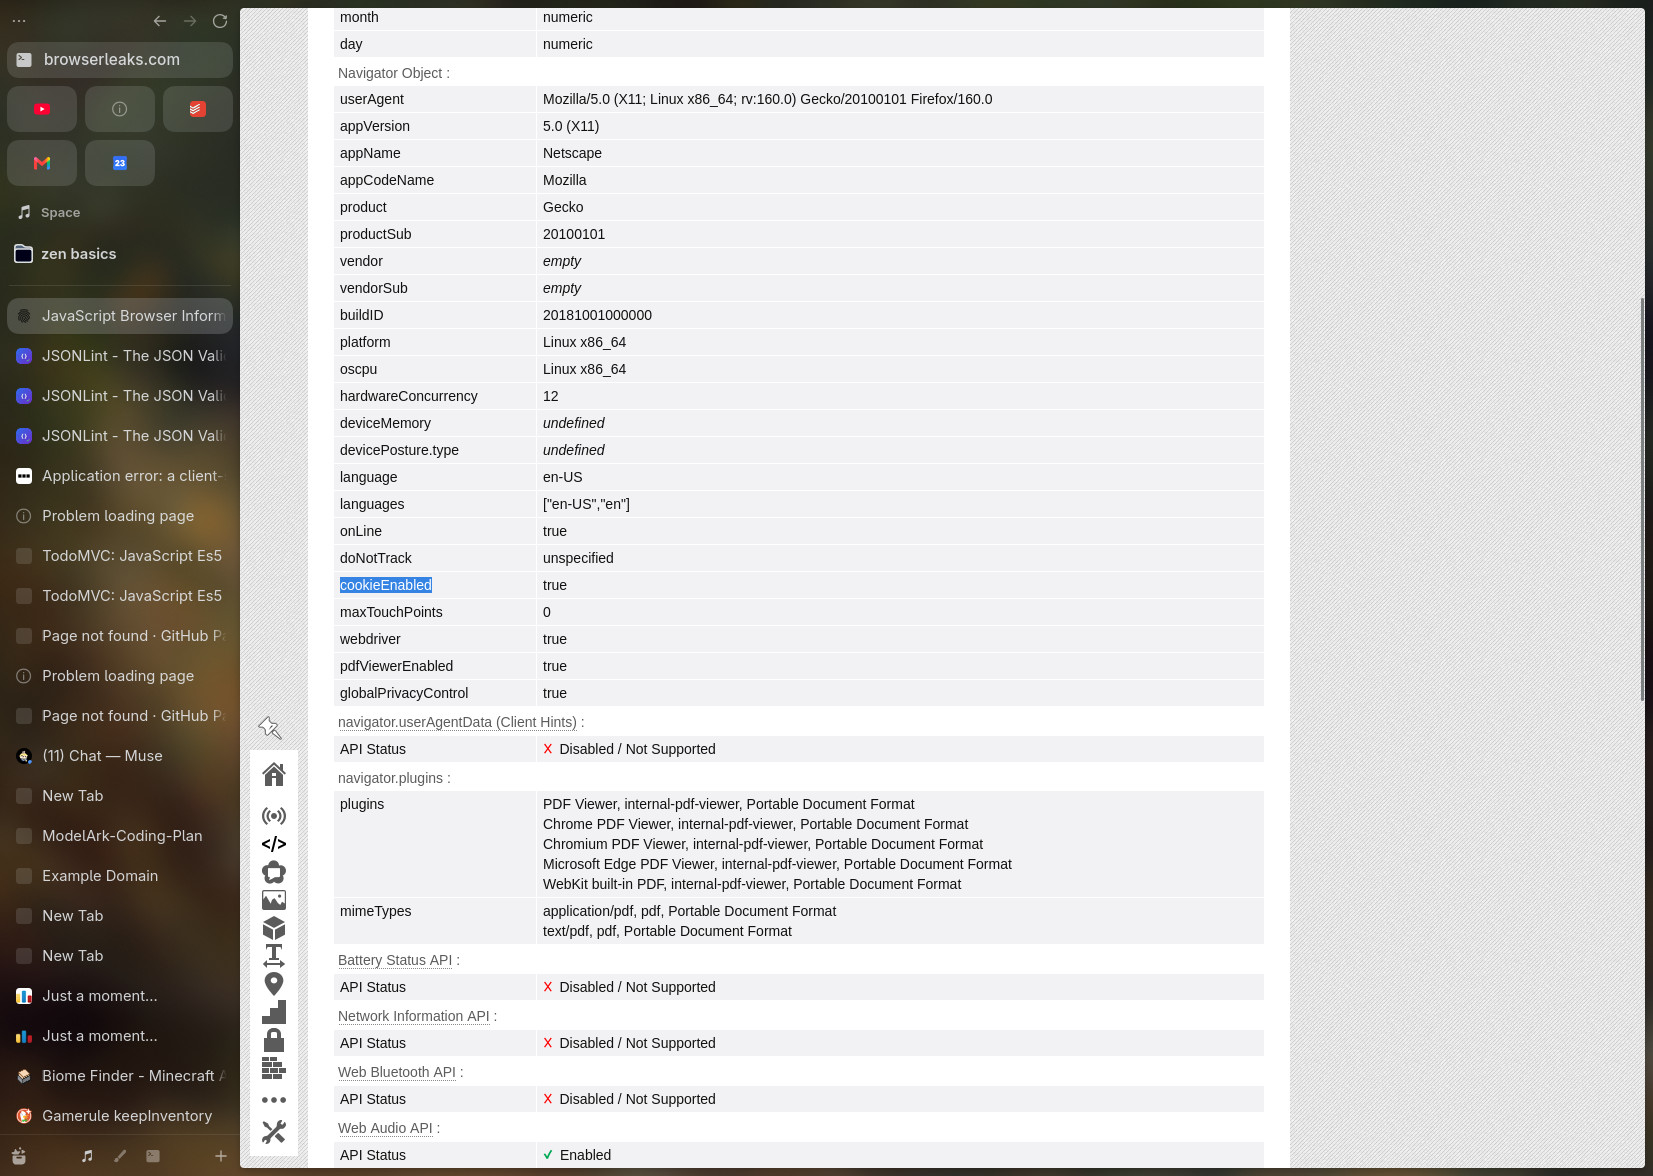 browserleaks.com
23
Space
zen basics
JavaScript Browser Inform
JSONLint - The JSON Vali
JSONLint - The JSON Vali
JSONLint - The JSON Vali
Application error: a client-
Problem loading page
TodoMVC: JavaScript Es5
TodoMVC: JavaScript Es5
Page not found · GitHub Pa
Problem loading page
Page not found · GitHub Pa
(11) Chat — Muse
New Tab
ModelArk-Coding-Plan
Example Domain
New Tab
New Tab
Just a moment...
Just a moment...
Biome Finder - Minecraft A
Gamerule keepInventory
month numeric
day numeric
Navigator Object :
userAgent Mozilla/5.0 (X11; Linux x86_64; rv:160.0) Gecko/20100101 Firefox/160.0
appVersion 5.0 (X11)
appName Netscape
appCodeName Mozilla
product Gecko
productSub 20100101
vendor empty
vendorSub empty
buildID 20181001000000
platform Linux x86_64
oscpu Linux x86_64
hardwareConcurrency 12
deviceMemory undefined
devicePosture.type undefined
language en-US
languages ["en-US","en"]
onLine true
doNotTrack unspecified
cookieEnabled true
maxTouchPoints 0
webdriver true
pdfViewerEnabled true
globalPrivacyControl true
navigator.userAgentData (Client Hints) :
API Status Disabled / Not Supported
navigator.plugins :
plugins PDF Viewer, internal-pdf-viewer, Portable Document Format
Chrome PDF Viewer, internal-pdf-viewer, Portable Document Format
Chromium PDF Viewer, internal-pdf-viewer, Portable Document Format
Microsoft Edge PDF Viewer, internal-pdf-viewer, Portable Document Format
WebKit built-in PDF, internal-pdf-viewer, Portable Document Format
mimeTypes application/pdf, pdf, Portable Document Format
text/pdf, pdf, Portable Document Format
Battery Status API :
API Status Disabled / Not Supported
Network Information API :
API Status Disabled / Not Supported
Web Bluetooth API :
API Status Disabled / Not Supported
Web Audio API :
API Status Enabled